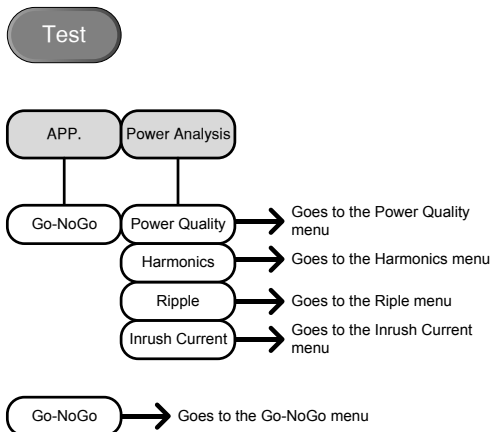 Test
APP. Power Analysis
Go-NoGo Power Quality Goes to the Power Quality
menu
Harmonics Goes to the Harmonics menu
Ripple Goes to the Riple menu
Inrush Current Goes to the Inrush Current
menu
Go-NoGo Goes to the Go-NoGo menu